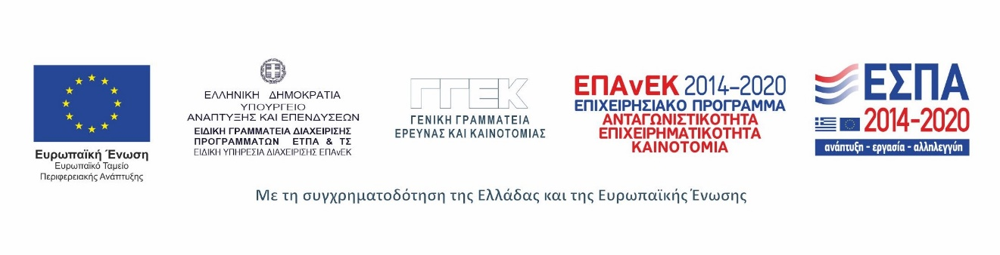 Ευρωπαϊκή Ένωση
Ευρωπαϊκό Ταμείο
Περιφερειακής Ανάπτυξης
ΕΛΛΗΝΙΚΗ ΔΗΜΟΚΡΑΤΙΑ
ΥΠΟΥΡΓΕΙΟ
ΑΝΑΠΤΥΞΗΣ ΚΑΙ ΕΠΕΝΔΥΣΕΩΝ
ΕΙΔΙΚΗ ΓΡΑΜΜΑΤΕΙΑ ΔΙΑΧΕΙΡΙΣΗΣ
ΠΡΟΓΡΑΜΜΑΤΩΝ ΕΤΠΑ & ΤΣ
ΕΙΔΙΚΗ ΥΠΗΡΕΣΙΑ ΔΙΑΧΕΙΡΙΣΗΣ ΕΠΑνΕΚ
ΓΓΕΚ
ΓΕΝΙΚΗ ΓΡΑΜΜΑΤΕΙΑ
ΕΡΕΥΝΑΣ ΚΑΙ ΚΑΙΝΟΤΟΜΙΑΣ
ΕΠΑνΕΚ 2014-2020
ΕΠΙΧΕΙΡΗΣΙΑΚΟ ΠΡΟΓΡΑΜΜΑ
ΑΝΤΑΓΩΝΙΣΤΙΚΟΤΗΤΑ
ΕΠΙΧΕΙΡΗΜΑΤΙΚΟΤΗΤΑ
ΚΑΙΝΟΤΟΜΙΑ
ΕΣΠΑ
2014-2020
ανάπτυξη - εργασία - αλληλεγγύη
Με τη συγχρηματοδότηση της Ελλάδας και της Ευρωπαϊκής Ένωσης